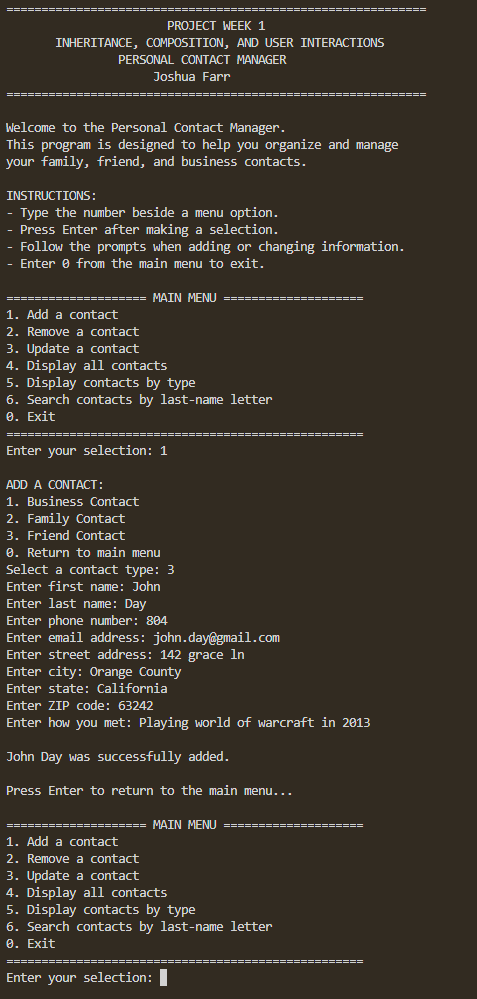 ============================================================
PROJECT WEEK 1
INHERITANCE, COMPOSITION, AND USER INTERACTIONS
PERSONAL CONTACT MANAGER
Joshua Farr
============================================================
Welcome to the Personal Contact Manager.
This program is designed to help you organize and manage
your family, friend, and business contacts.
INSTRUCTIONS:
- Type the number beside a menu option.
- Press Enter after making a selection.
- Follow the prompts when adding or changing information.
- Enter 0 from the main menu to exit.
==================== MAIN MENU ====================
1. Add a contact
2. Remove a contact
3. Update a contact
4. Display all contacts
5. Display contacts by type
6. Search contacts by last-name letter
0. Exit
===================================================
Enter your selection: 1
ADD A CONTACT:
1. Business Contact
2. Family Contact
3. Friend Contact
0. Return to main menu
Select a contact type: 3
Enter first name: John
Enter last name: Day
Enter phone number: 804
Enter email address: john.day@gmail.com
Enter street address: 142 grace ln
Enter city: Orange County
Enter state: California
Enter ZIP code: 63242
Enter how you met: Playing world of warcraft in 2013
John Day was successfully added.
Press Enter to return to the main menu...
==================== MAIN MENU ====================
1. Add a contact
2. Remove a contact
3. Update a contact
4. Display all contacts
5. Display contacts by type
6. Search contacts by last-name letter
0. Exit
===================================================
Enter your selection: